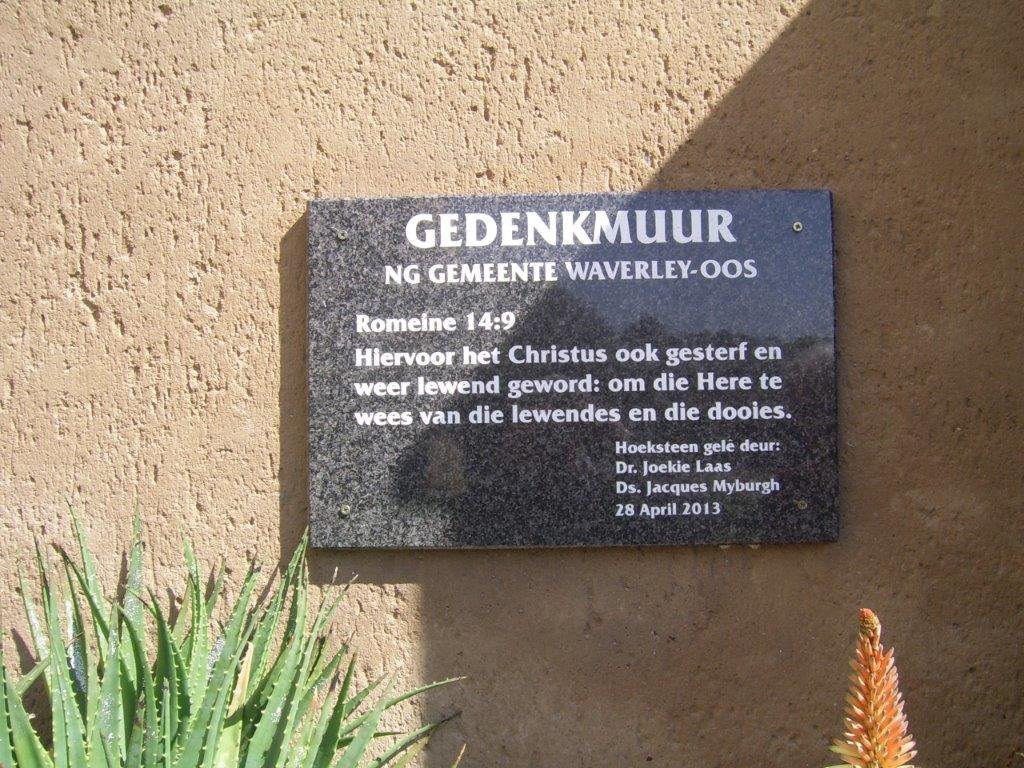 GEDENKMUUR
NG GEMEENTE WAVERLEY-OOS
Romeine 14:9
Hiervoor het Christus ook gesterf en
weer lewend geword: om die Here te
wees van die lewendes en die dooies.
Hoeksteen gelê deur:
Dr. Joekie Laas
Ds. Jacques Myburgh
28 April 2013